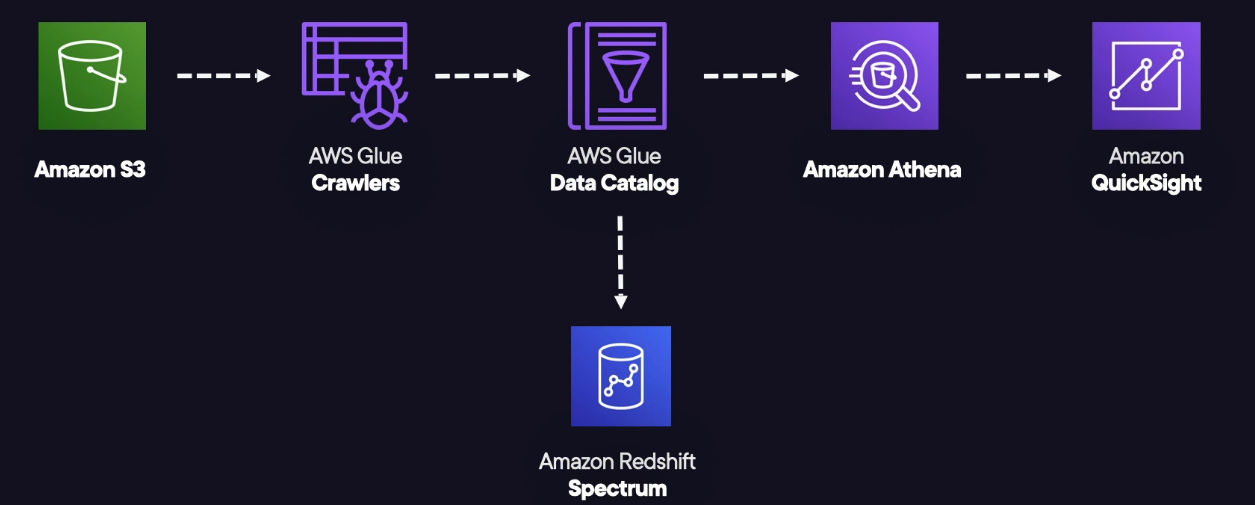 Amazon S3
AWS Glue
Crawlers
AWS Glue
Data Catalog
Amazon Athena
Amazon
QuickSight
Amazon Redshift
Spectrum